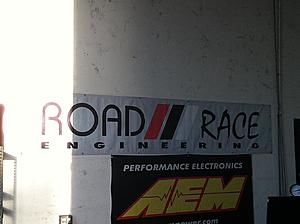 ROAD RACE
ENGINEERING
PERFORMANCE ELECTRONICS
AEM